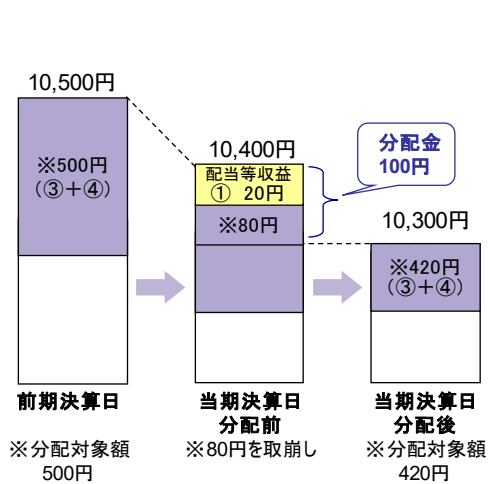 10,500円
※500円
(③＋④)
10,400円
配当等収益
① 20円
※80円
分配金
100円
10,300円
※420円
(③＋④)
前期決算日
当期決算日
分配前
当期決算日
分配後
※分配対象額
500円
※80円を取崩し
※分配対象額
420円